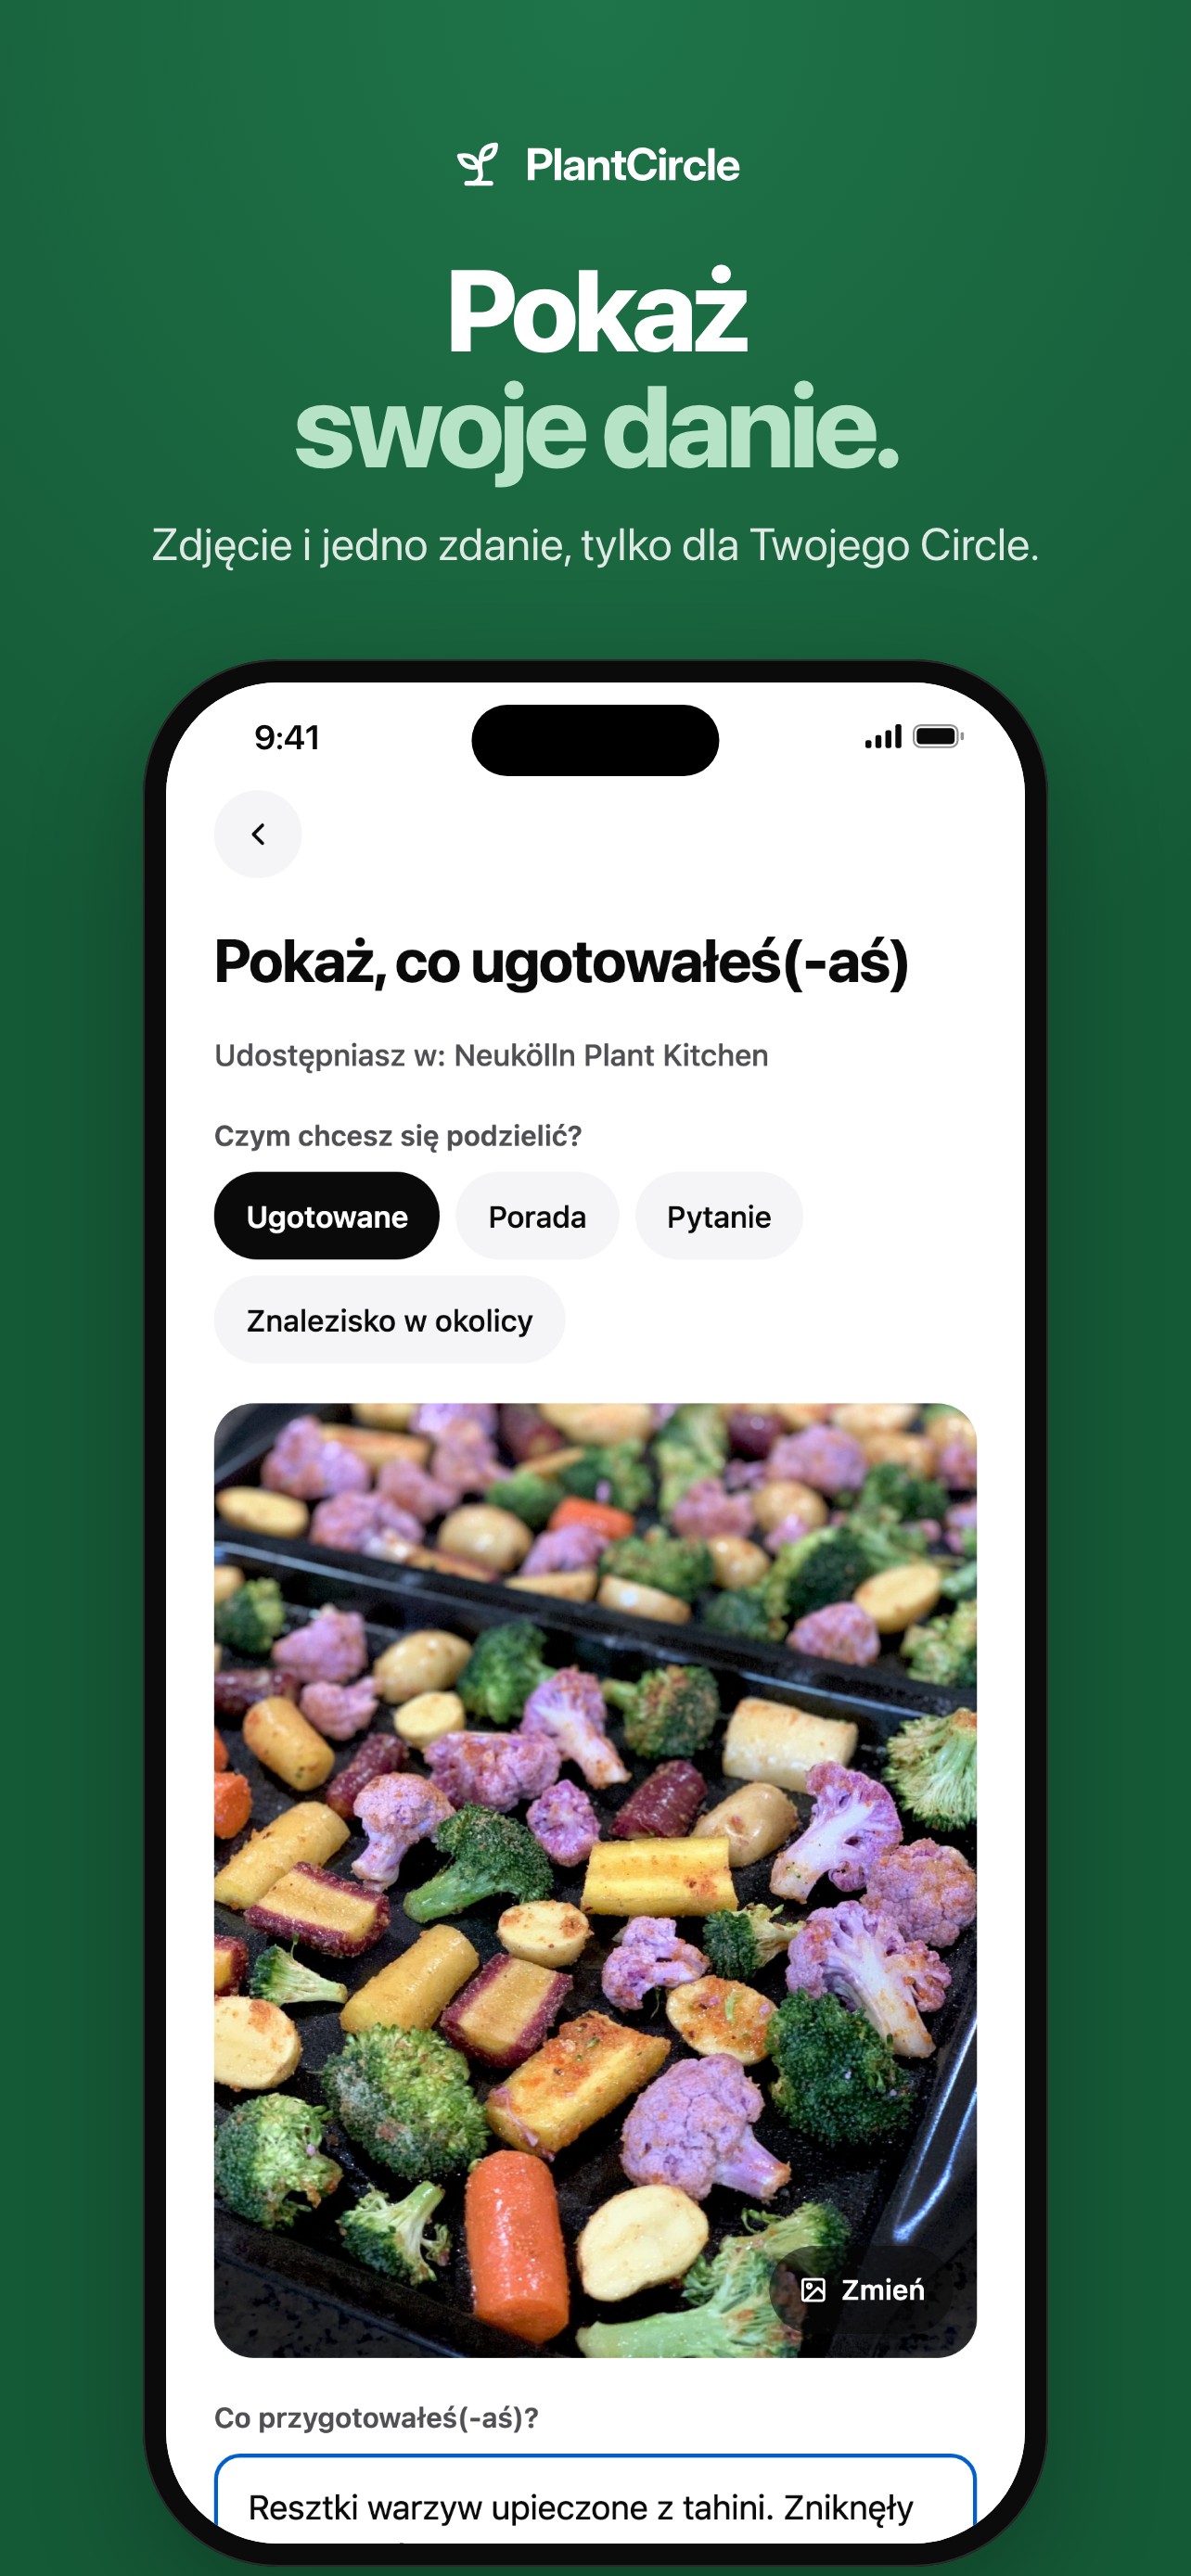 PlantCircle
Pokaż
swoje danie.
Zdjęcie i jedno zdanie, tylko dla Twojego Circle.
9:41
Pokaż, co ugotowałeś(-aś)
Udostępniasz w: Neukölln Plant Kitchen
Czym chcesz się podzielić?
Ugotowane Porada Pytanie
Znalezisko w okolicy
Zmień
Co przygotowałeś(-aś)?
Resztki warzyw upieczone z tahini. Zniknęły